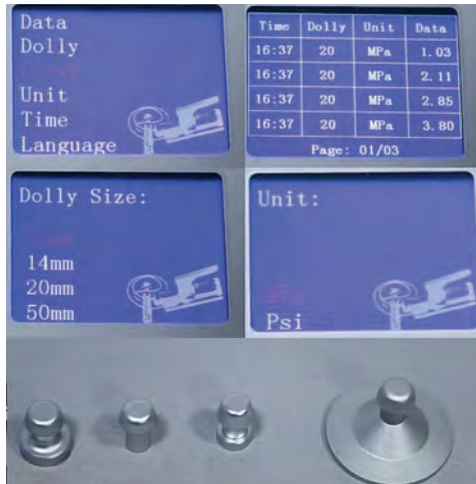 Data
Dolly
Unit
Time
Language
Time Dolly Unit Data
16:37 20 MPa 1.03
16:37 20 MPa 2.11
16:37 20 MPa 2.85
16:37 20 MPa 3.80
Page: 01/03
Dolly Size:
14mm
20mm
50mm
Unit:
Psi